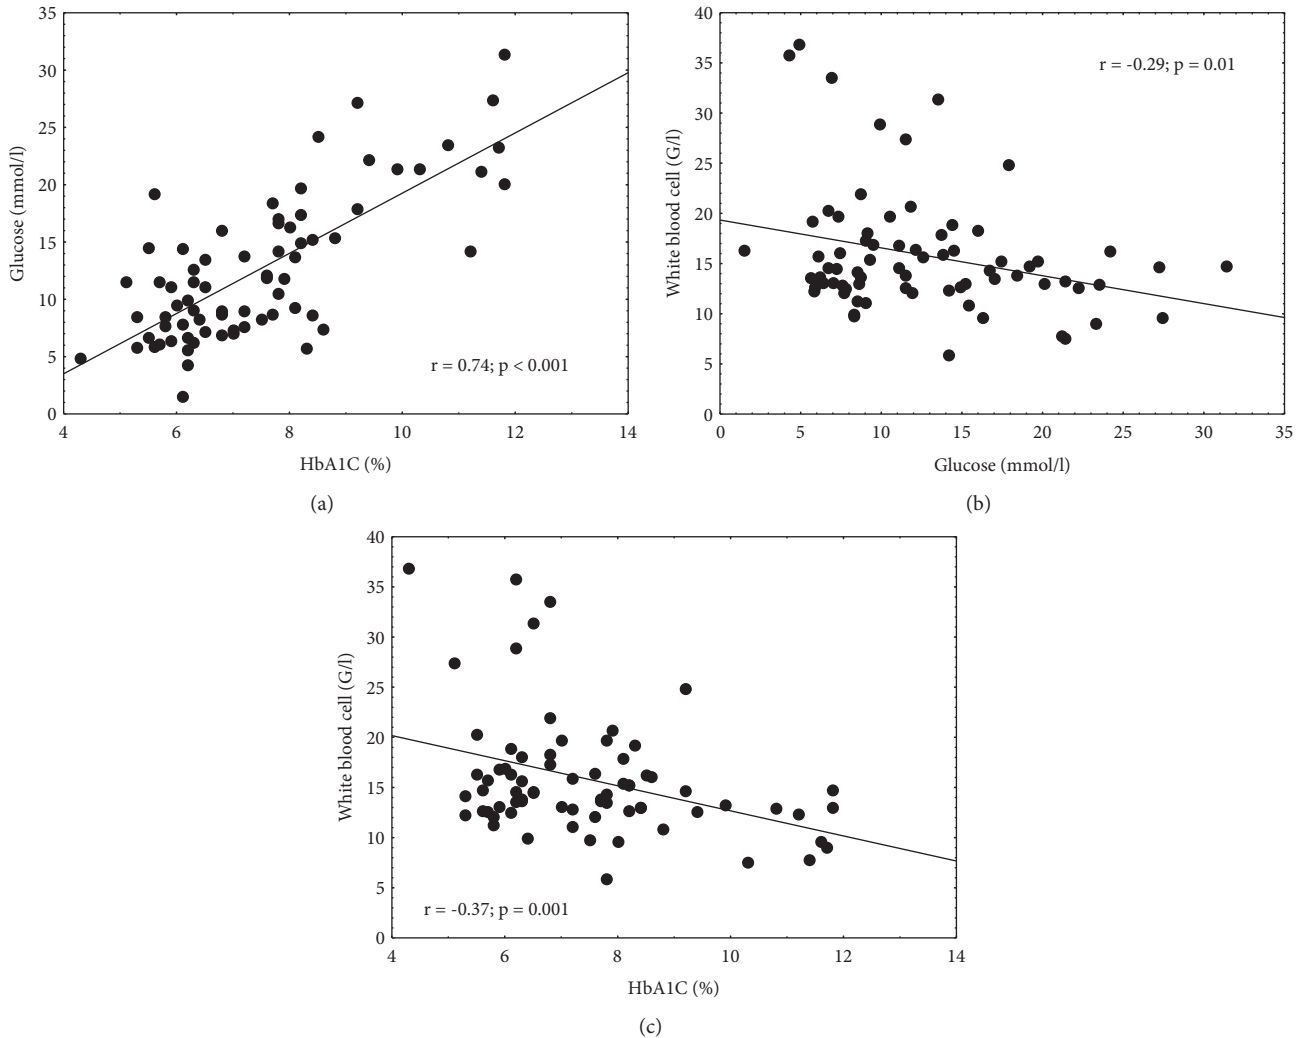 35
30
25
20
15
10
5
0
Glucose (mmol/l)
r = 0.74; p < 0.001
4 6 8 10 12 14
HbA1C (%)
(a)
40
35
30
25
20
15
10
5
0
White blood cell (G/l)
r = -0.29; p = 0.01
0 5 10 15 20 25 30 35
Glucose (mmol/l)
(b)
40
35
30
25
20
15
10
5
0
White blood cell (G/l)
r = -0.37; p = 0.001
4 6 8 10 12 14
HbA1C (%)
(c)